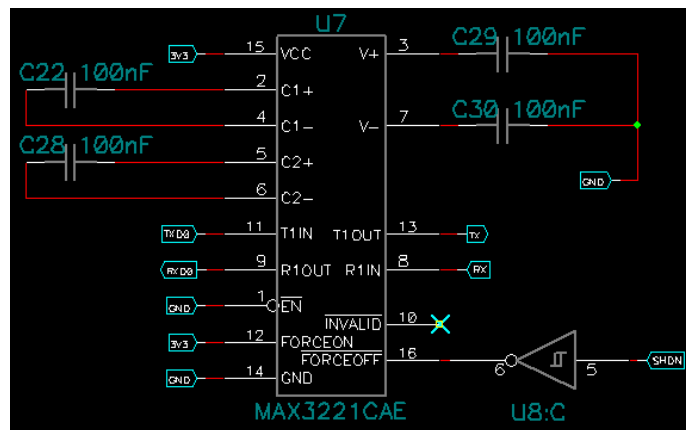 U7
3V3 15 VCC V+ 3 C29 100nF
C22 100nF 2 C1+
4 C1- V- 7 C30 100nF
C28 100nF 5 C2+
GND
6 C2-
TXD0 11 T1IN T1OUT 13 TX
RXD0 9 R1OUT R1IN 8 RX
GND 1 EN
INVALID 10
3V3 12 FORCEON
FORCEOFF 16 6 5 SHDN
GND 14 GND
MAX3221CAE U8:C